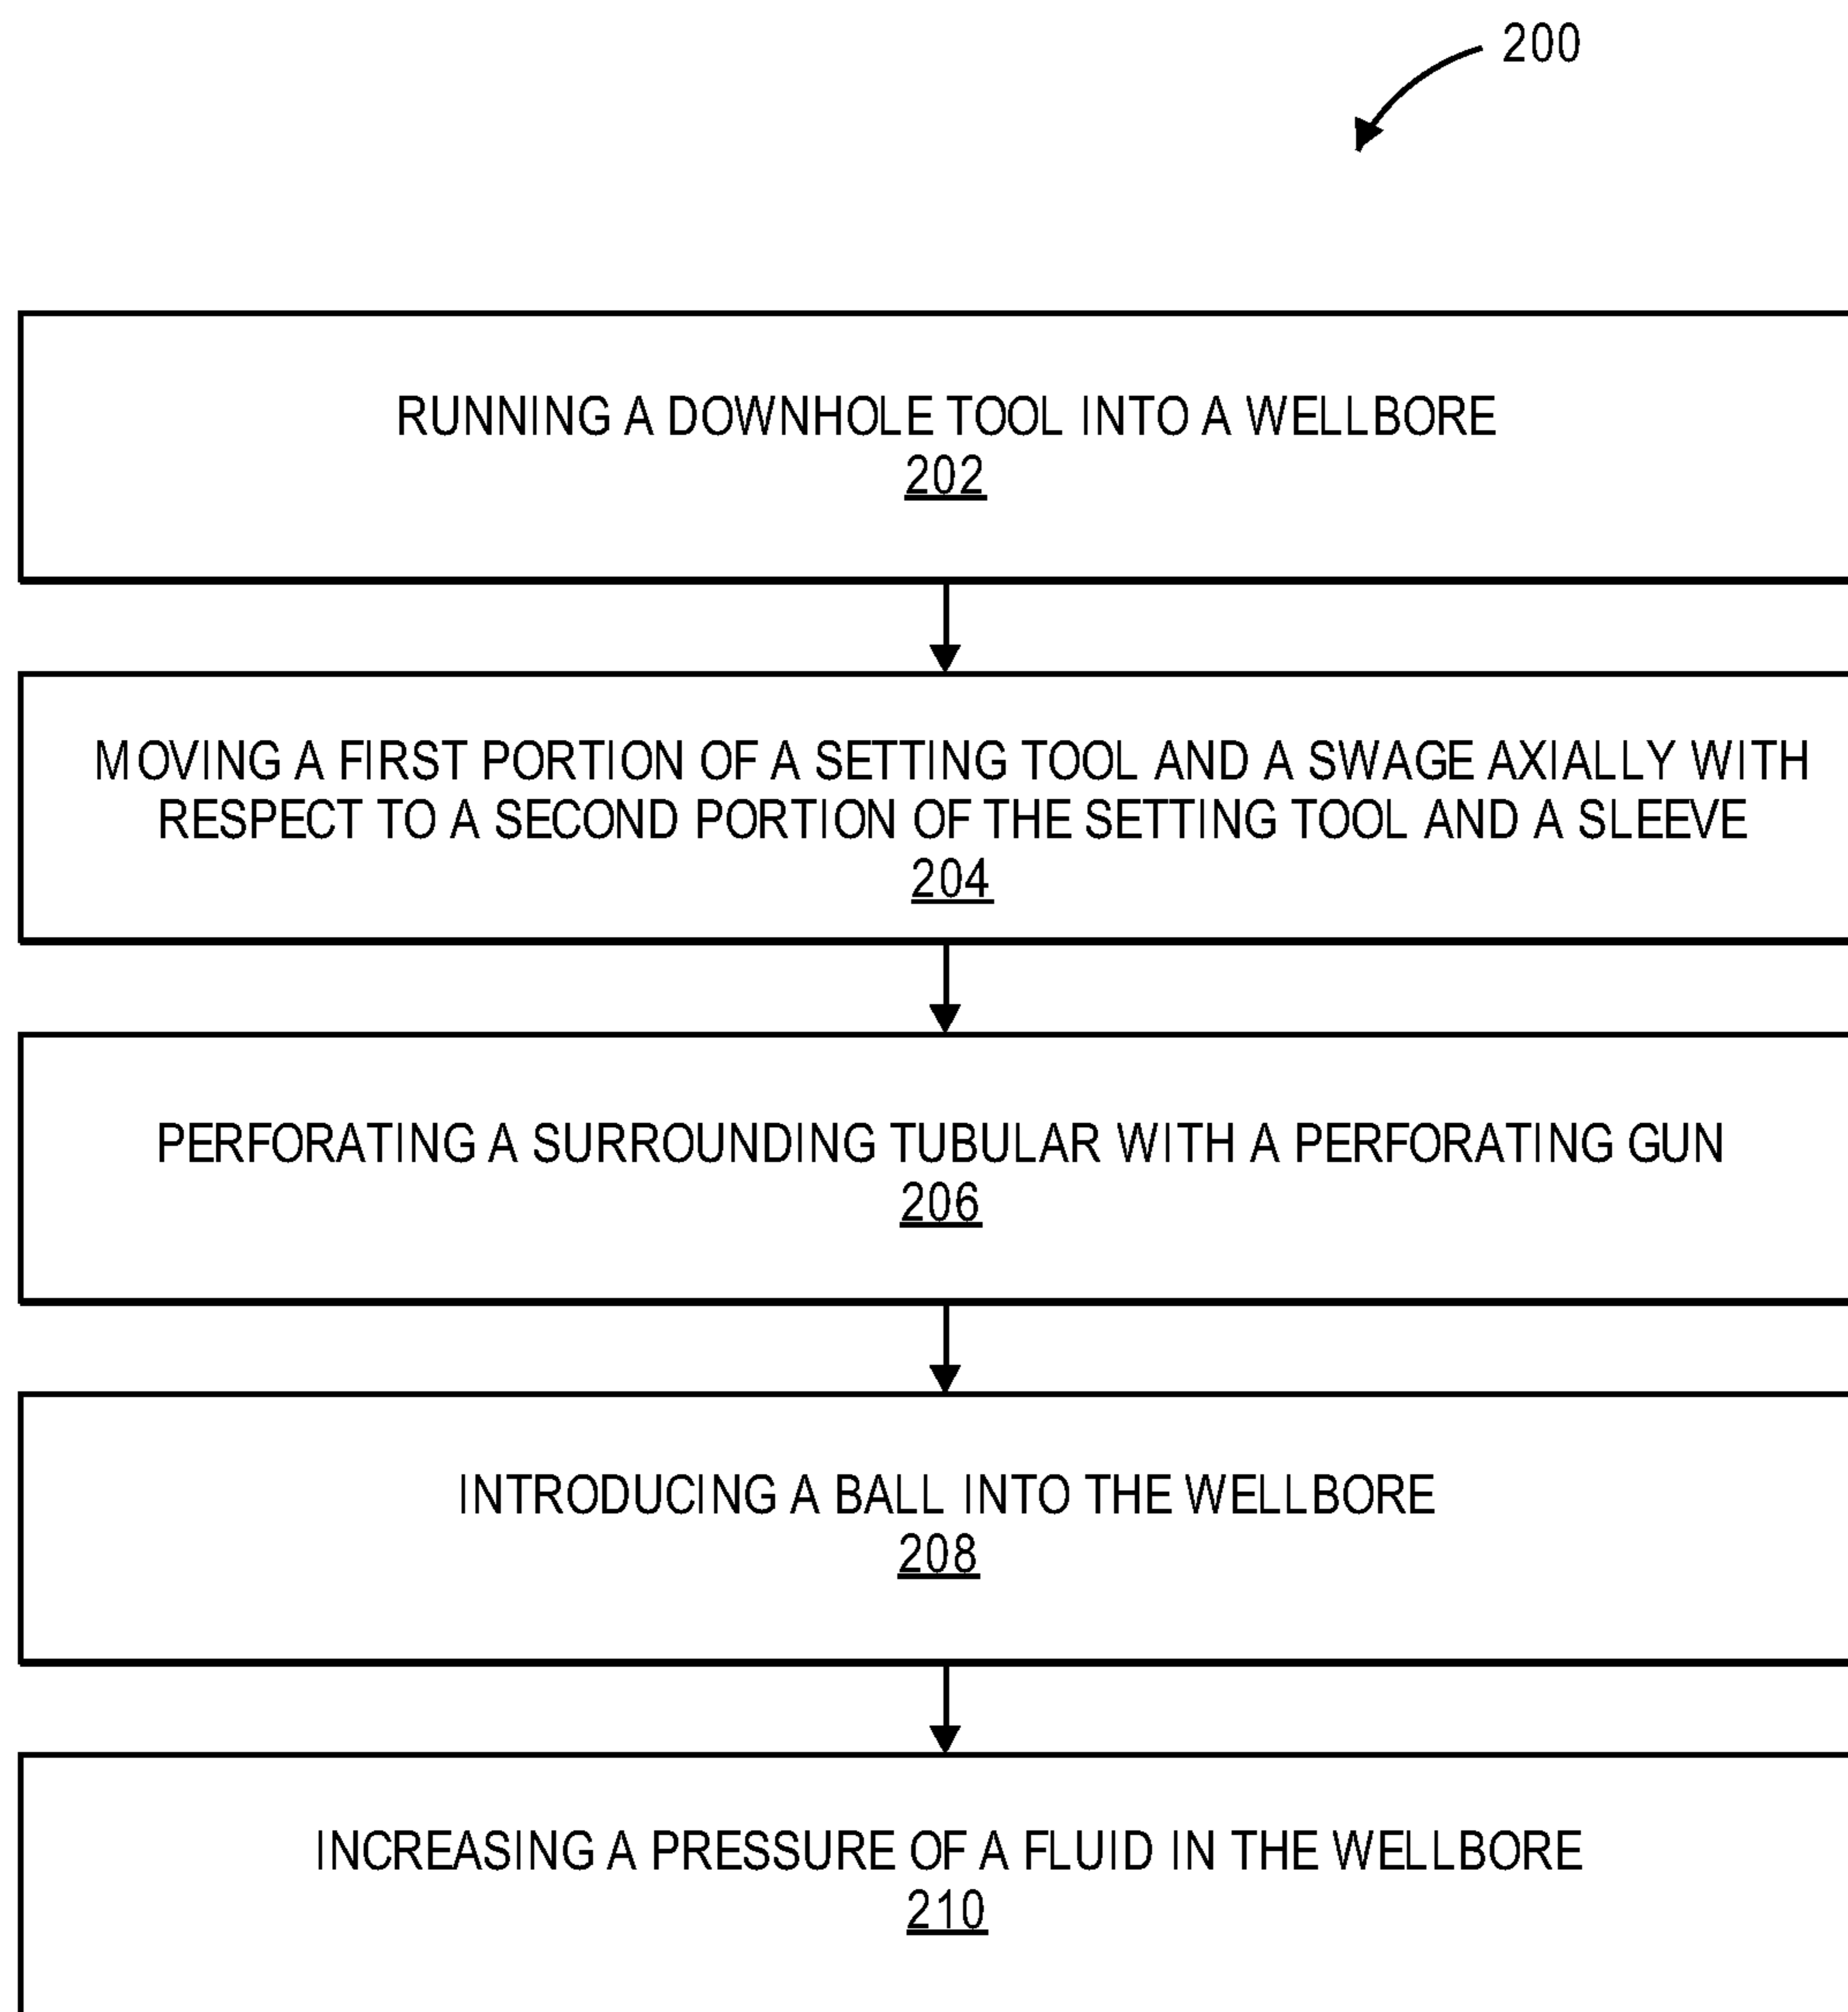 200
RUNNING A DOWNHOLE TOOL INTO A WELLBORE
202
MOVING A FIRST PORTION OF A SETTING TOOL AND A SWAGE AXIALLY WITH
RESPECT TO A SECOND PORTION OF THE SETTING TOOL AND A SLEEVE
204
PERFORATING A SURROUNDING TUBULAR WITH A PERFORATING GUN
206
INTRODUCING A BALL INTO THE WELLBORE
208
INCREASING A PRESSURE OF A FLUID IN THE WELLBORE
210